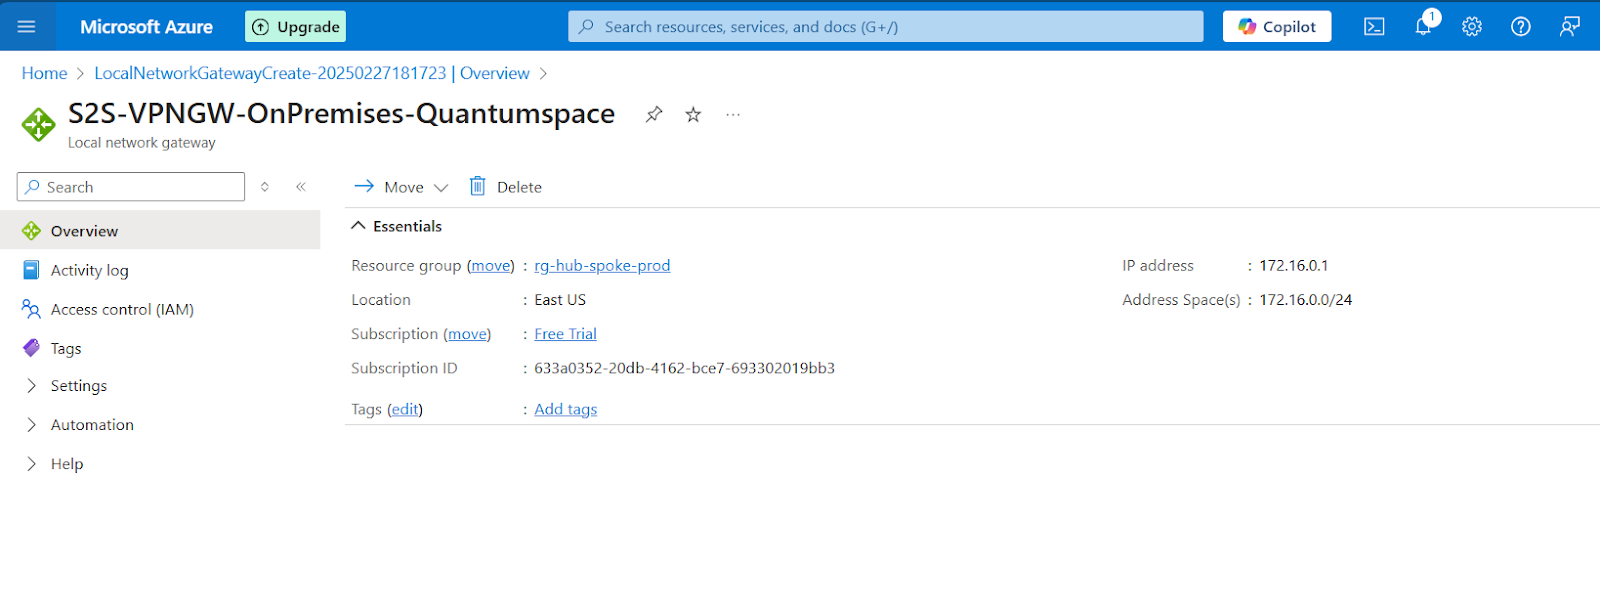 Microsoft Azure
Upgrade
Search resources, services, and docs (G+/)
Copilot
1
Home > LocalNetworkGatewayCreate-20250227181723 | Overview >
S2S-VPNGW-OnPremises-Quantumspace
Local network gateway
Search
Move
Delete
Overview
Activity log
Access control (IAM)
Tags
Settings
Automation
Help
Essentials
Resource group (move) : rg-hub-spoke-prod
Location : East US
Subscription (move) : Free Trial
Subscription ID : 633a0352-20db-4162-bce7-693302019bb3
Tags (edit) : Add tags
IP address : 172.16.0.1
Address Space(s) : 172.16.0.0/24